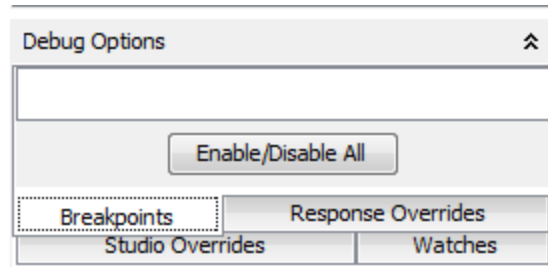 Debug Options
Enable/Disable All
Breakpoints Response Overrides
Studio Overrides Watches